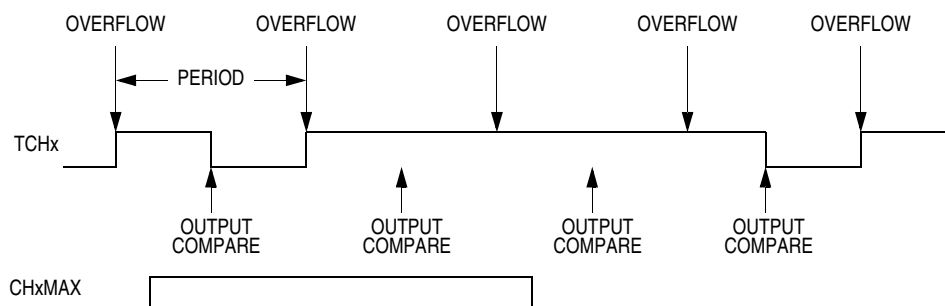 OVERFLOW OVERFLOW OVERFLOW OVERFLOW OVERFLOW
PERIOD
TCHx
OUTPUT OUTPUT OUTPUT OUTPUT
COMPARE COMPARE COMPARE COMPARE
CHxMAX